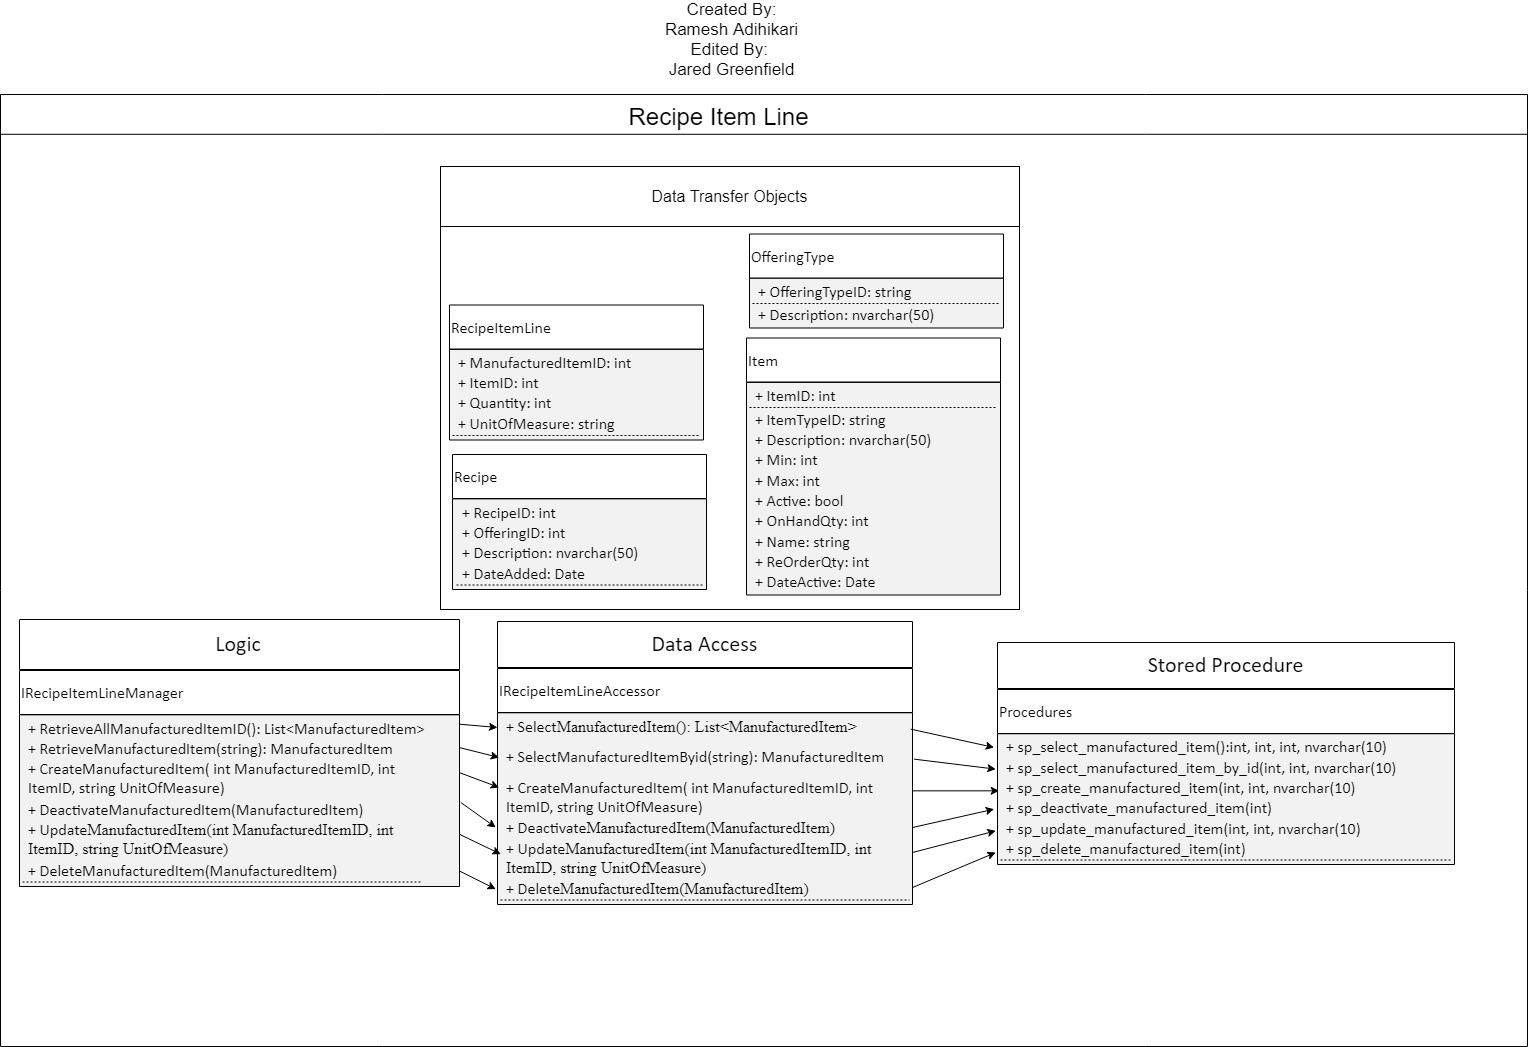 Created By:
Ramesh Adihikari
Edited By:
Jared Greenfield
Recipe Item Line
Data Transfer Objects
OfferingType
+ OfferingTypeID: string
+ Description: nvarchar(50)
RecipeItemLine
+ ManufacturedItemID: int
+ ItemID: int
+ Quantity: int
+ UnitOfMeasure: string
Item
+ ItemID: int
+ ItemTypeID: string
+ Description: nvarchar(50)
+ Min: int
+ Max: int
+ Active: bool
+ OnHandQty: int
+ Name: string
+ ReOrderQty: int
+ DateActive: Date
Recipe
+ RecipeID: int
+ OfferingID: int
+ Description: nvarchar(50)
+ DateAdded: Date
Logic
IRecipeItemLineManager
+ RetrieveAllManufacturedItemID(): List<ManufacturedItem>
+ RetrieveManufacturedItem(string): ManufacturedItem
+ CreateManufacturedItem( int ManufacturedItemID, int
ItemID, string UnitOfMeasure)
+ DeactivateManufacturedItem(ManufacturedItem)
+ UpdateManufacturedItem(int ManufacturedItemID, int
ItemID, string UnitOfMeasure)
+ DeleteManufacturedItem(ManufacturedItem)
Data Access
IRecipeItemLineAccessor
+ SelectManufacturedItem(): List<ManufacturedItem>
+ SelectManufacturedItemByid(string): ManufacturedItem
+ CreateManufacturedItem( int ManufacturedItemID, int
ItemID, string UnitOfMeasure)
+ DeactivateManufacturedItem(ManufacturedItem)
+ UpdateManufacturedItem(int ManufacturedItemID, int
ItemID, string UnitOfMeasure)
+ DeleteManufacturedItem(ManufacturedItem)
Stored Procedure
Procedures
+ sp_select_manufactured_item():int, int, int, nvarchar(10)
+ sp_select_manufactured_item_by_id(int, int, nvarchar(10)
+ sp_create_manufactured_item(int, int, nvarchar(10)
+ sp_deactivate_manufactured_item(int)
+ sp_update_manufactured_item(int, int, nvarchar(10)
+ sp_delete_manufactured_item(int)